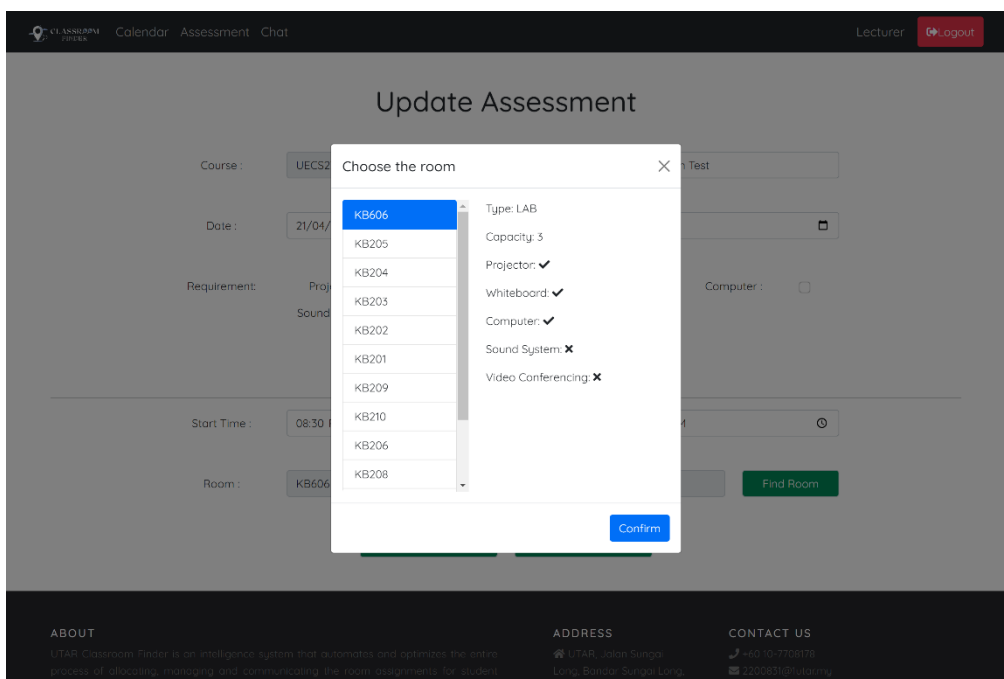 CLASSROOM FINDER Calendar Assessment Chat Lecturer Logout
Update Assessment
Course : UECS2 Test
Date : 21/04/
Requirement: Computer :
Sound
Start Time : 08:30
Room : KB606 Find Room
Choose the room
KB606
KB205
KB204
KB203
KB202
KB201
KB209
KB210
KB206
KB208
Type: LAB
Capacity: 3
Projector: ✔
Whiteboard: ✔
Computer: ✔
Sound System: ✖
Video Conferencing: ✖
Confirm
ABOUT
UTAR Classroom Finder is an intelligence system that automates and optimizes the entire
process of allocating, managing and communicating the room assignments for student
ADDRESS
UTAR, Jalan Sungai
Long, Bandar Sungai Long,
CONTACT US
+60 10-7708178